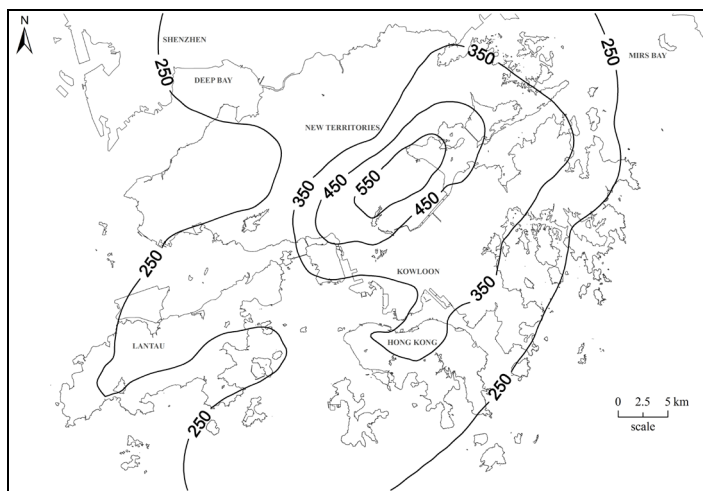 N
SHENZHEN
250
DEEP BAY
350
250
MIRS BAY
NEW TERRITORIES
350
450
550
450
250
KOWLOON
350
LANTAU
HONG KONG
250
250
0 2.5 5 km
scale